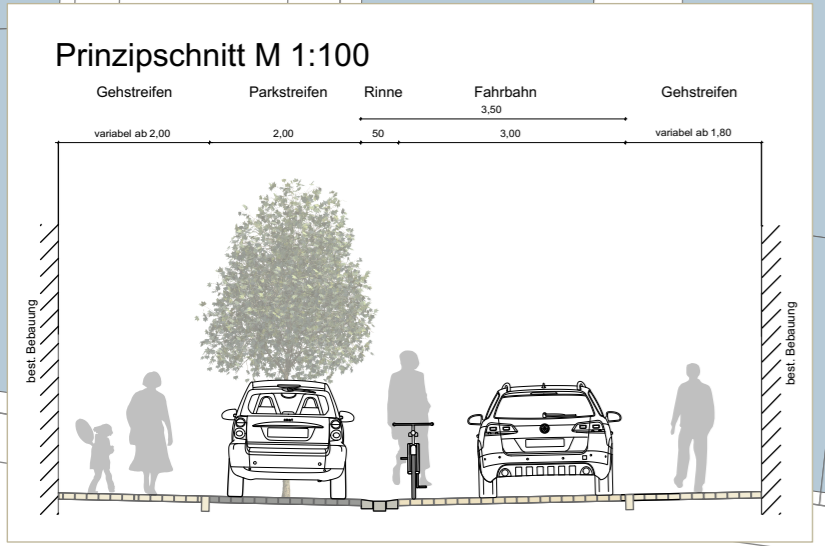 Prinzipschnitt M 1:100
Gehstreifen Parkstreifen Rinne Fahrbahn Gehstreifen
3,50
variabel ab 2,00 2,00 50 3,00 variabel ab 1,80
best. Bebauung
best. Bebauung